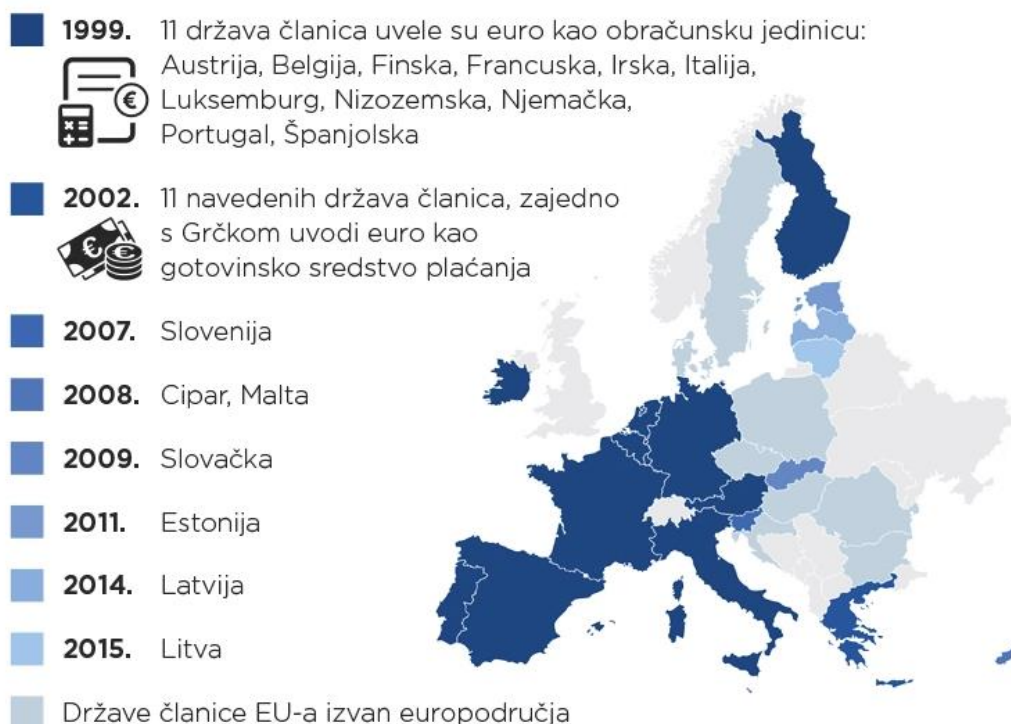 1999. 11 država članica uvele su euro kao obračunsku jedinicu:
Austrija, Belgija, Finska, Francuska, Irska, Italija,
Luksemburg, Nizozemska, Njemačka,
Portugal, Španjolska
2002. 11 navedenih država članica, zajedno
s Grčkom uvodi euro kao
gotovinsko sredstvo plaćanja
2007. Slovenija
2008. Cipar, Malta
2009. Slovačka
2011. Estonija
2014. Latvija
2015. Litva
Države članice EU-a izvan europodručja